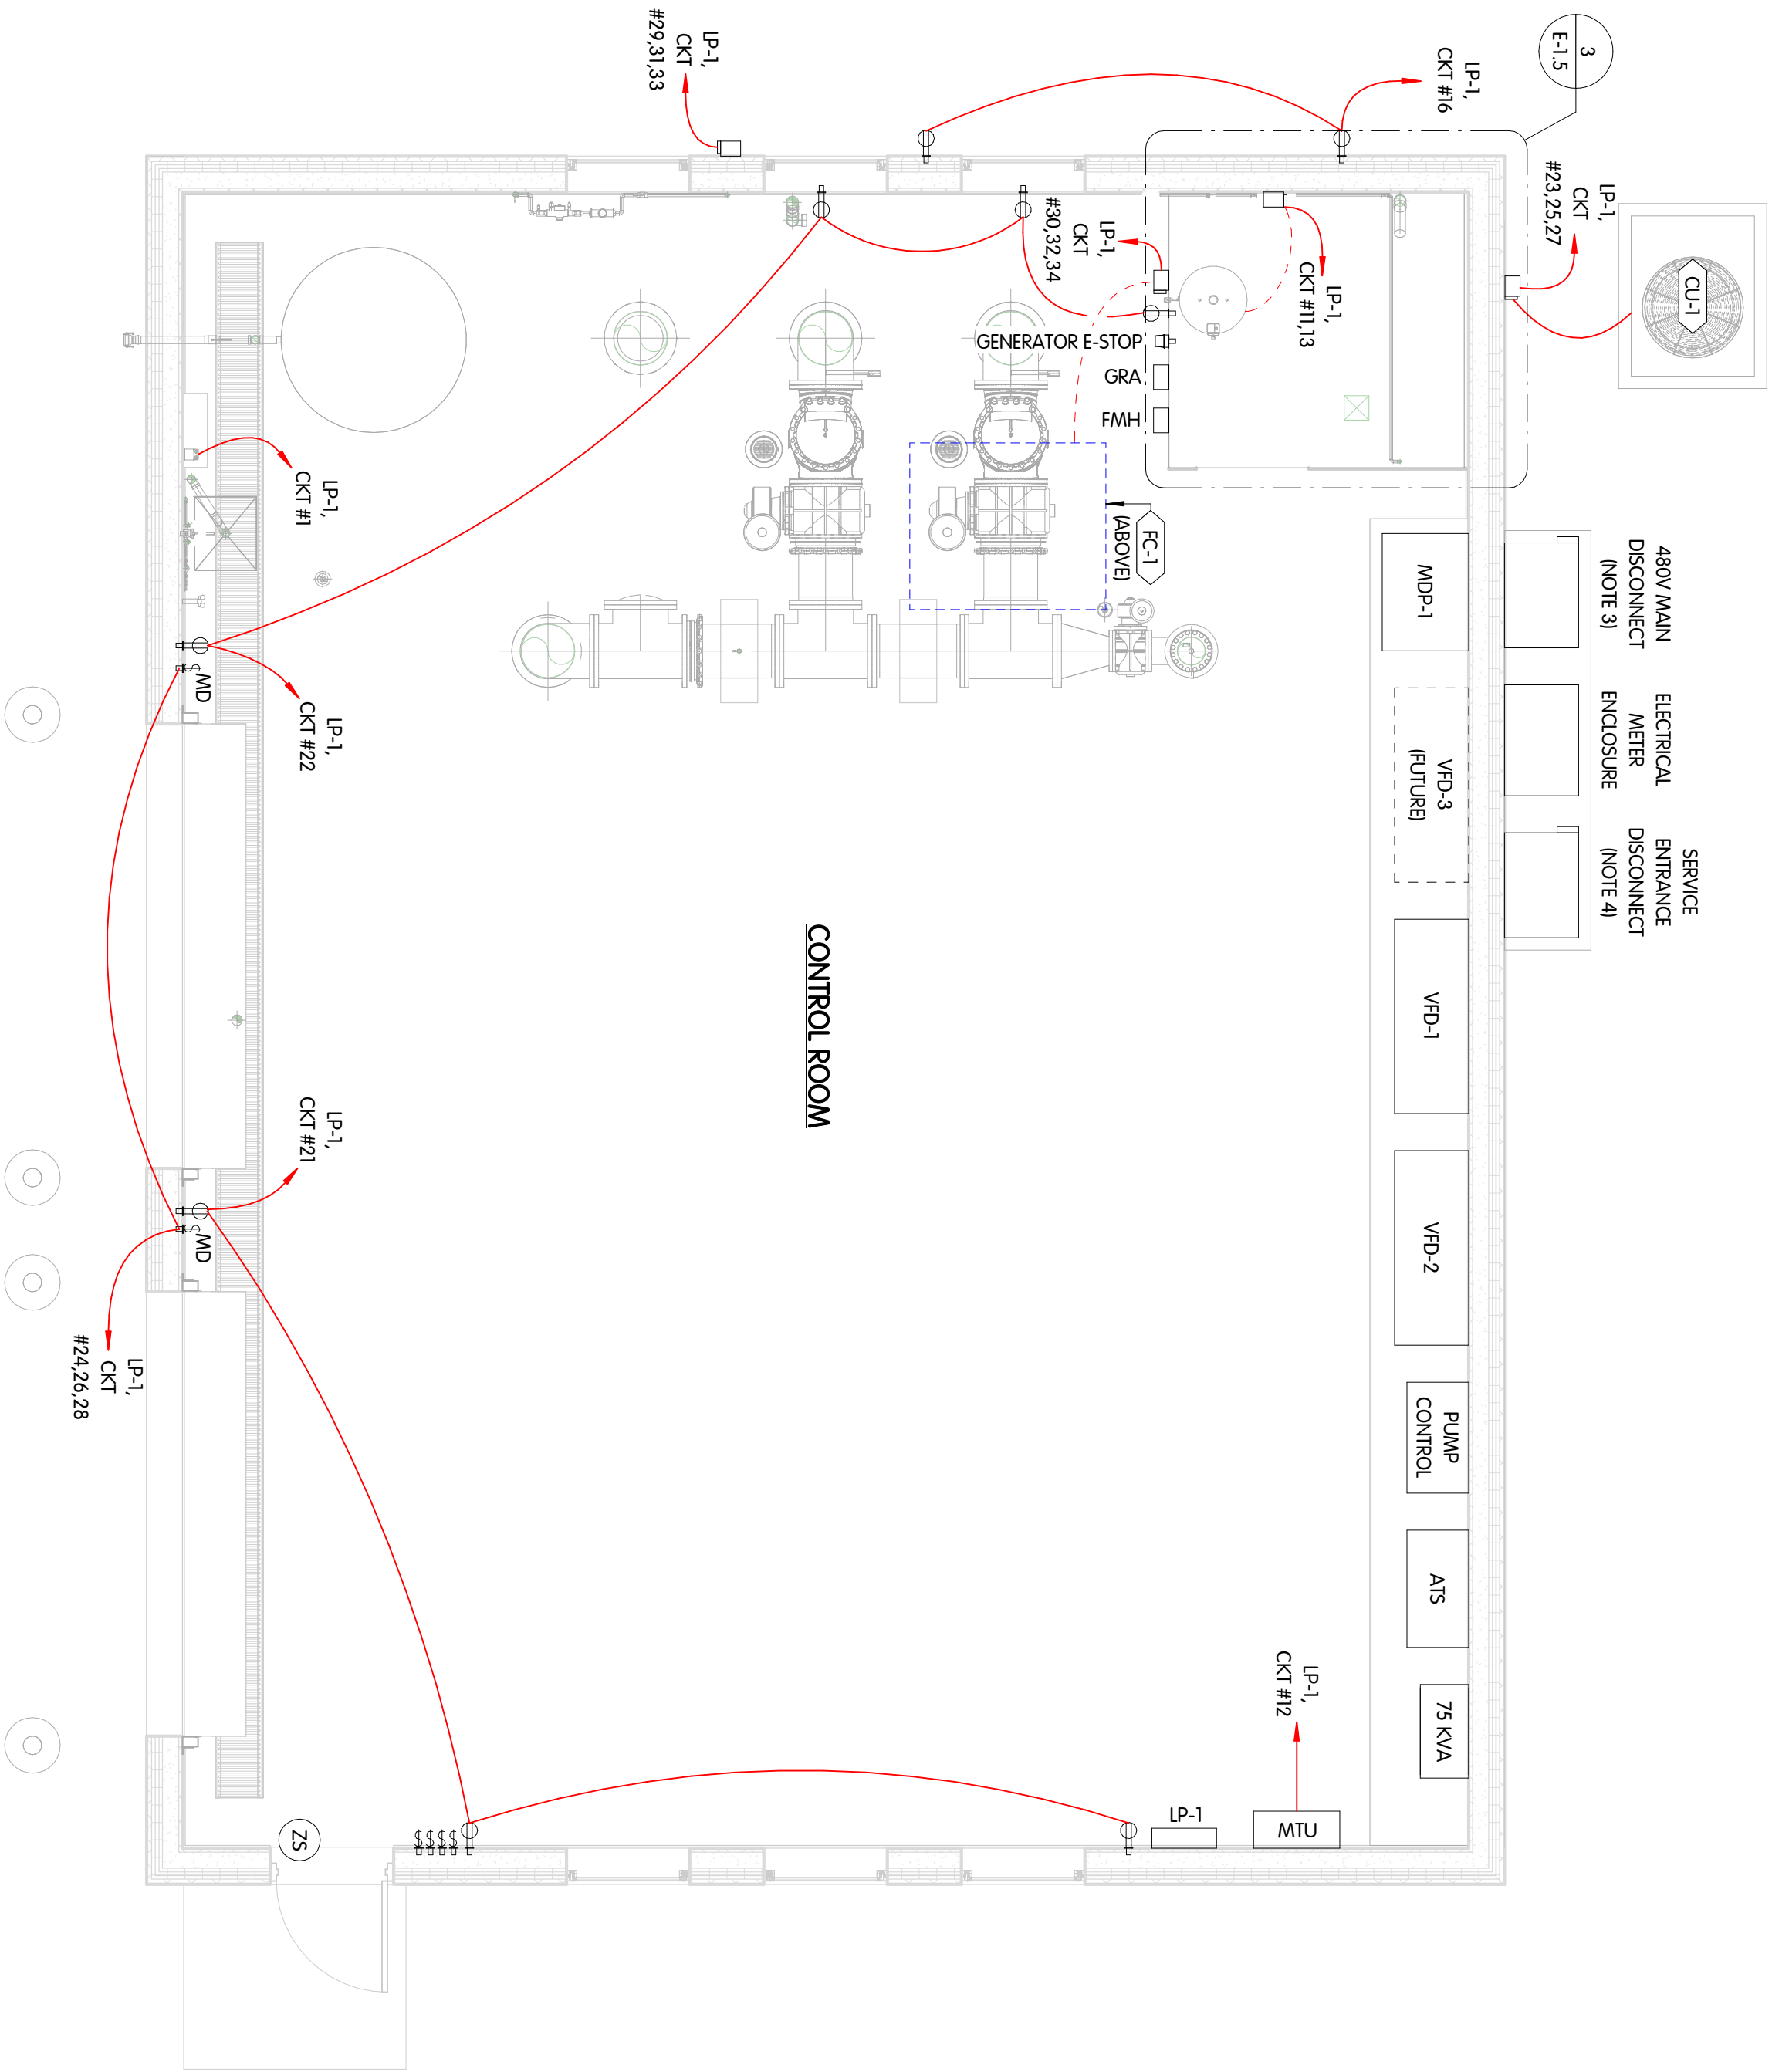 3
E-1.5
LP-1,
CKT #16
LP-1,
CKT
#29,31,33
LP-1,
CKT
#23,25,27
CU-1
LP-1,
CKT
#30,32,34
LP-1,
CKT #11,13
GENERATOR E-STOP
GRA
FMH
FC-1
(ABOVE)
LP-1,
CKT #1
480V MAIN
DISCONNECT
(NOTE 3)
ELECTRICAL
METER
ENCLOSURE
SERVICE
ENTRANCE
DISCONNECT
(NOTE 4)
MDP-1
VFD-3
(FUTURE)
VFD-1
VFD-2
PUMP
CONTROL
ATS
75 KVA
CONTROL ROOM
$
MD
LP-1,
CKT #22
LP-1,
CKT #21
$
MD
LP-1,
CKT
#24,26,28
LP-1,
CKT #12
MTU
LP-1
$
$
$
$
ZS